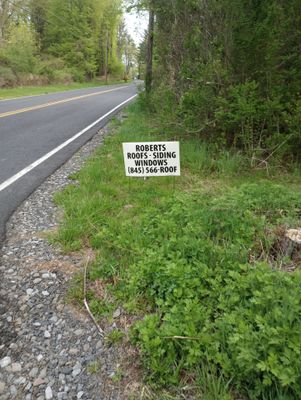 ROBERTS
ROOFS - SIDING
WINDOWS
(845) 566-ROOF